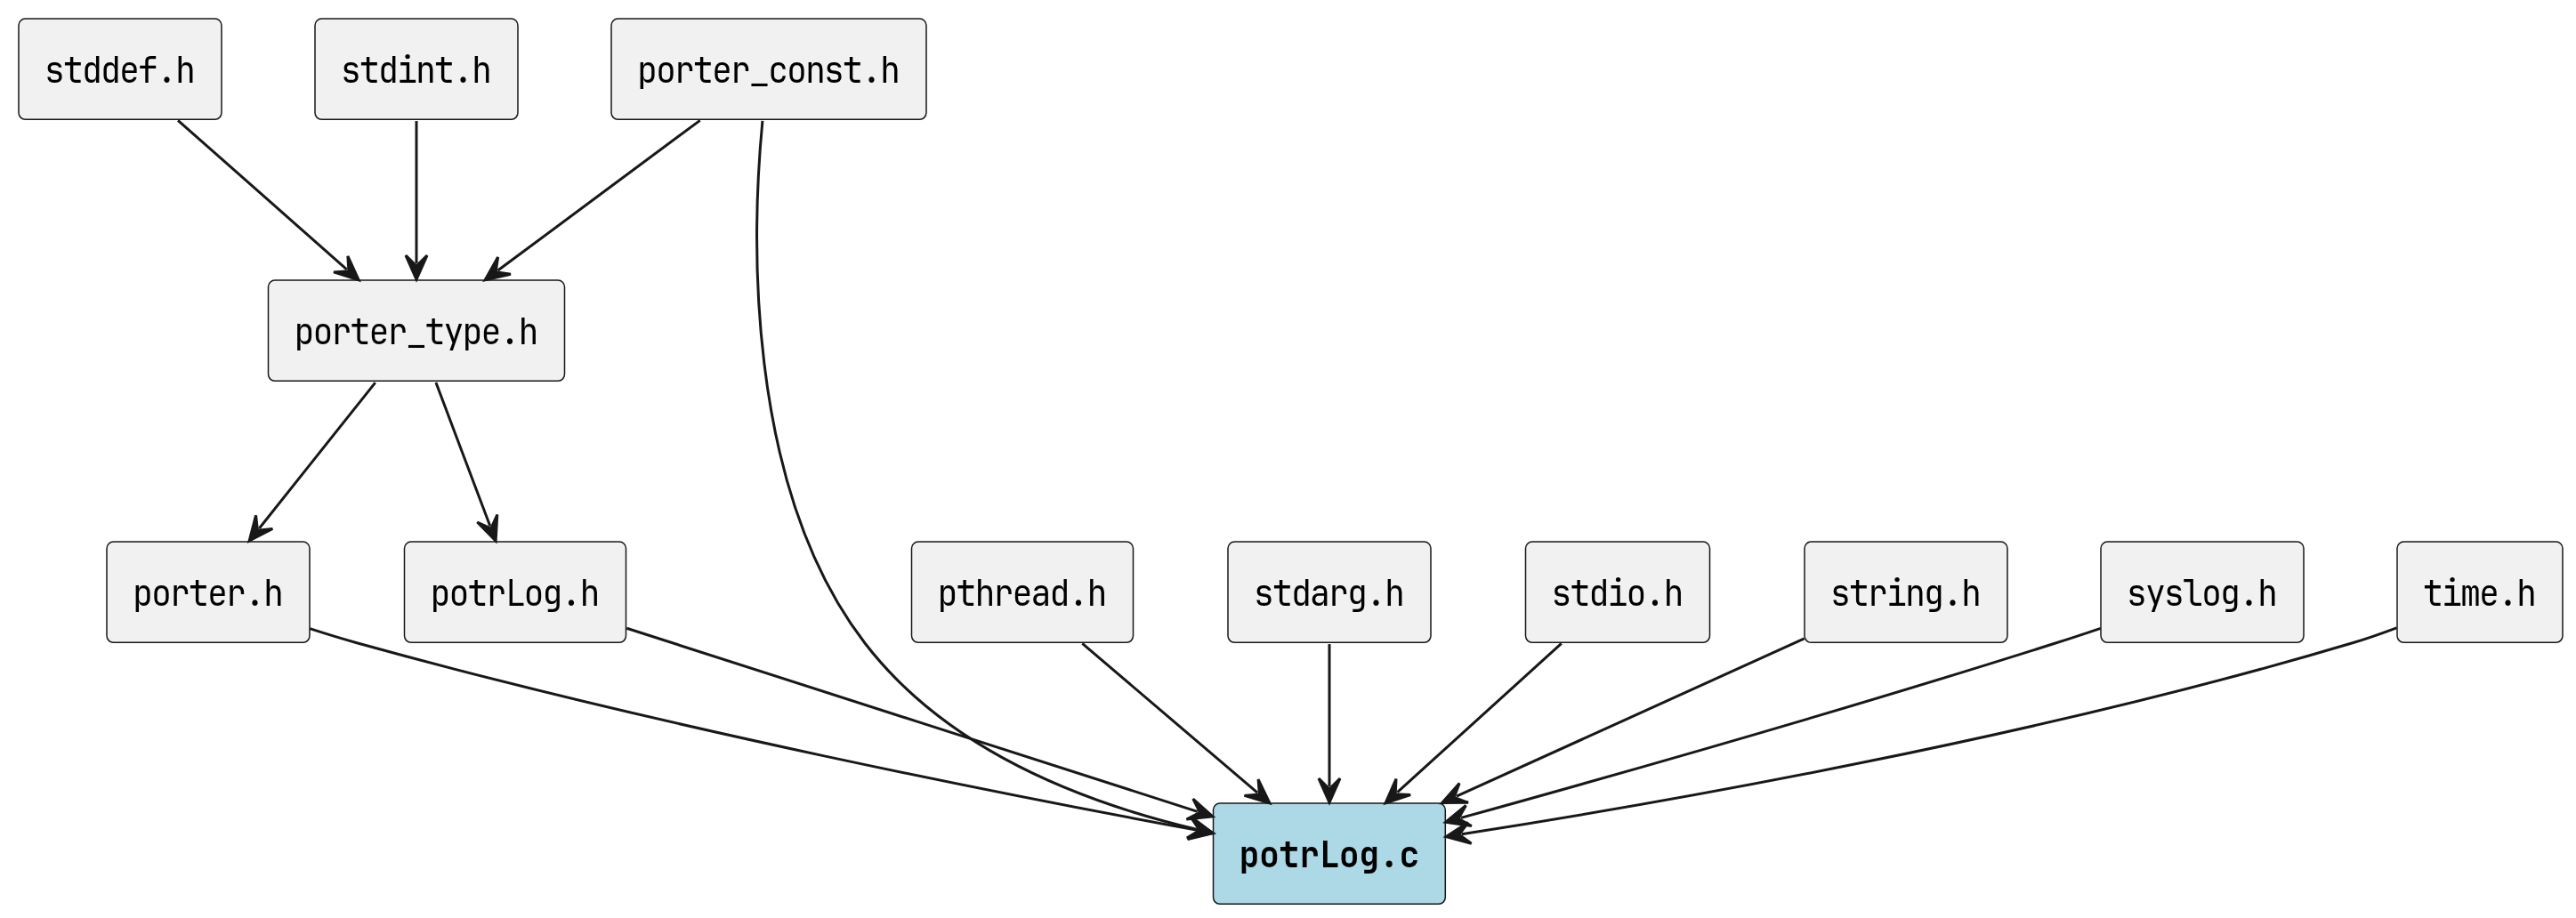 stddef.h
stdint.h
porter_const.h
porter_type.h
porter.h
potrLog.h
pthread.h
stdarg.h
stdio.h
string.h
syslog.h
time.h
potrLog.c